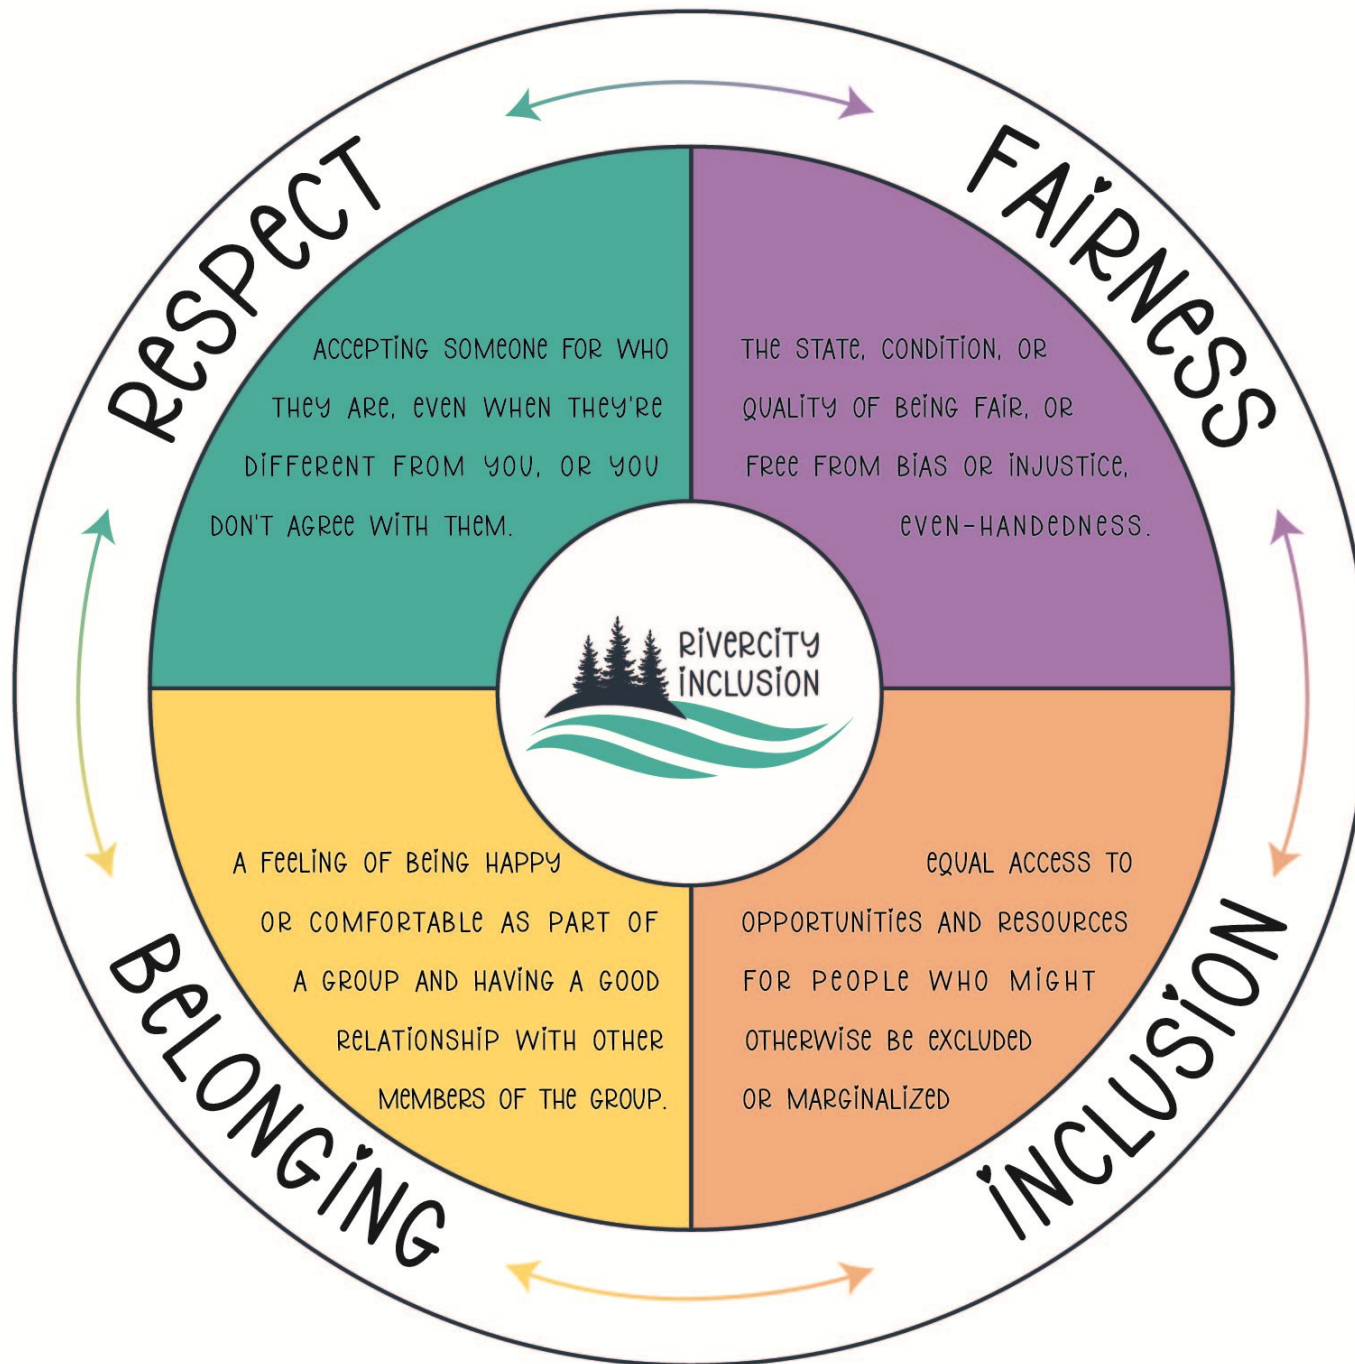 RESPECT
ACCEPTING SOMEONE FOR WHO
THEY ARE, EVEN WHEN THEY'RE
DIFFERENT FROM YOU, OR YOU
DON'T AGREE WITH THEM.
FAIRNESS
THE STATE, CONDITION, OR
QUALITY OF BEING FAIR, OR
FREE FROM BIAS OR INJUSTICE,
EVEN-HANDEDNESS.
RIVERCITY
INCLUSION
BELONGING
A FEELING OF BEING HAPPY
OR COMFORTABLE AS PART OF
A GROUP AND HAVING A GOOD
RELATIONSHIP WITH OTHER
MEMBERS OF THE GROUP.
INCLUSION
EQUAL ACCESS TO
OPPORTUNITIES AND RESOURCES
FOR PEOPLE WHO MIGHT
OTHERWISE BE EXCLUDED
OR MARGINALIZED